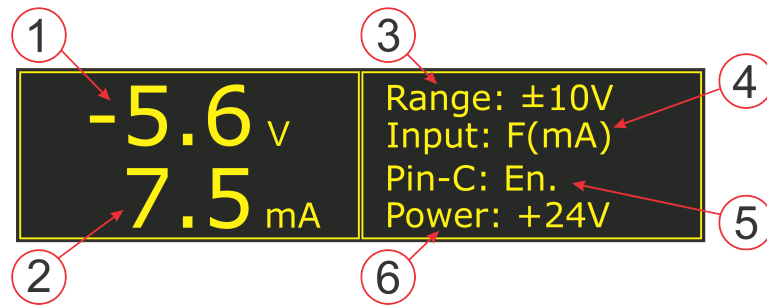 1
3
4
-5.6 V
7.5 mA
Range: ±10V
Input: F(mA)
Pin-C: En.
Power: +24V
5
2
6